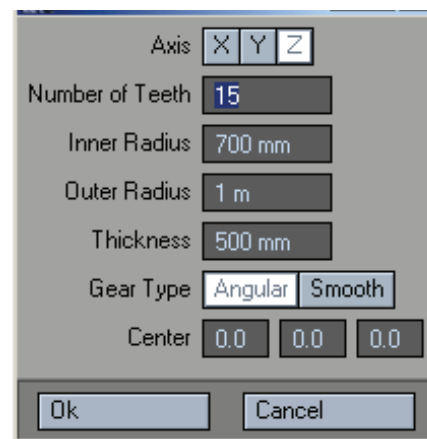 Axis X Y Z
Number of Teeth 15
Inner Radius 700 mm
Outer Radius 1 m
Thickness 500 mm
Gear Type Angular Smooth
Center 0.0 0.0 0.0
Ok Cancel